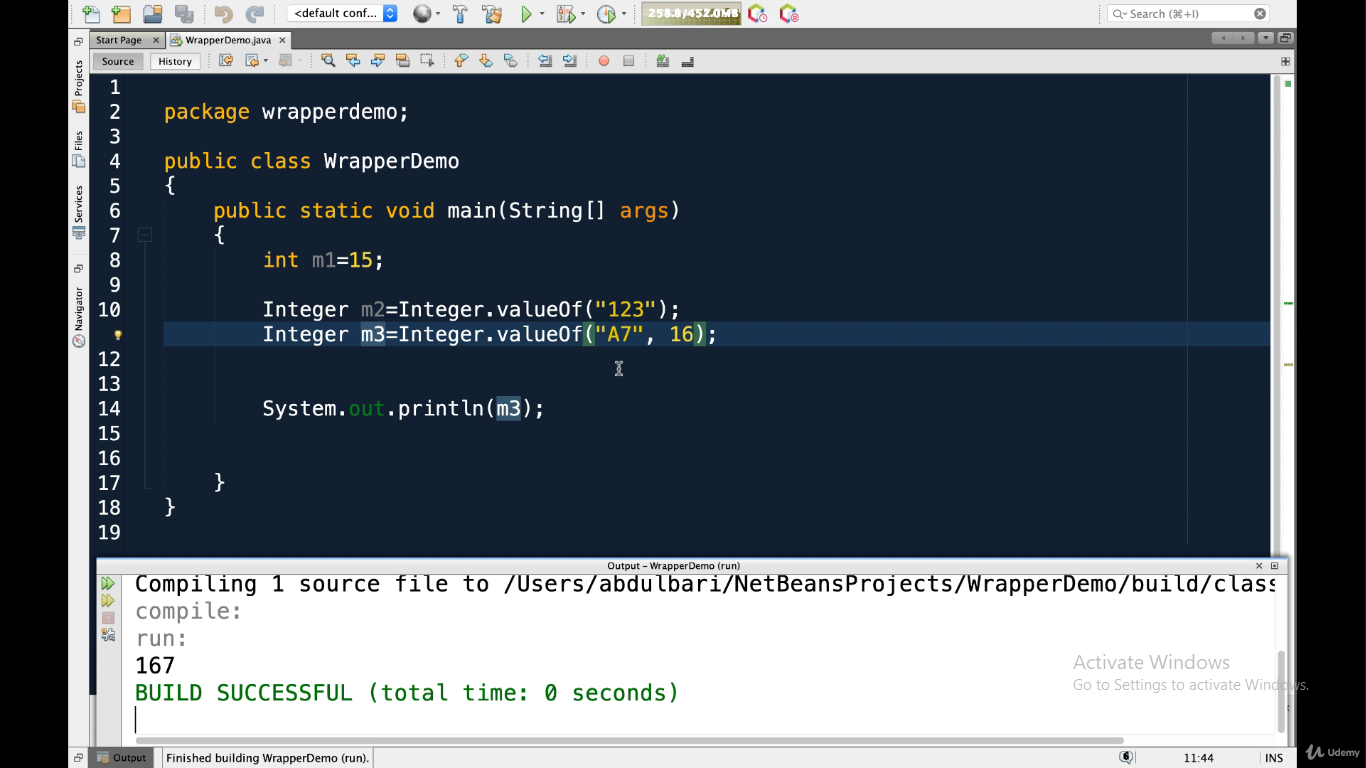 <default conf...
258.8/452.0MB
Search (⌘+I)
Start Page
WrapperDemo.java
Source
History
Projects
Files
Services
Navigator
1
2 package wrapperdemo;
3
4 public class WrapperDemo
5 {
6 public static void main(String[] args)
7 {
8 int m1=15;
9
10 Integer m2=Integer.valueOf("123");
Integer m3=Integer.valueOf("A7", 16);
12
13
14 System.out.println(m3);
15
16
17 }
18 }
19
Output - WrapperDemo (run)
Compiling 1 source file to /Users/abdulbari/NetBeansProjects/WrapperDemo/build/class
compile:
run:
167
BUILD SUCCESSFUL (total time: 0 seconds)
Activate Windows
Go to Settings to activate Windows.
Output
Finished building WrapperDemo (run).
6
11:44
INS
Udemy